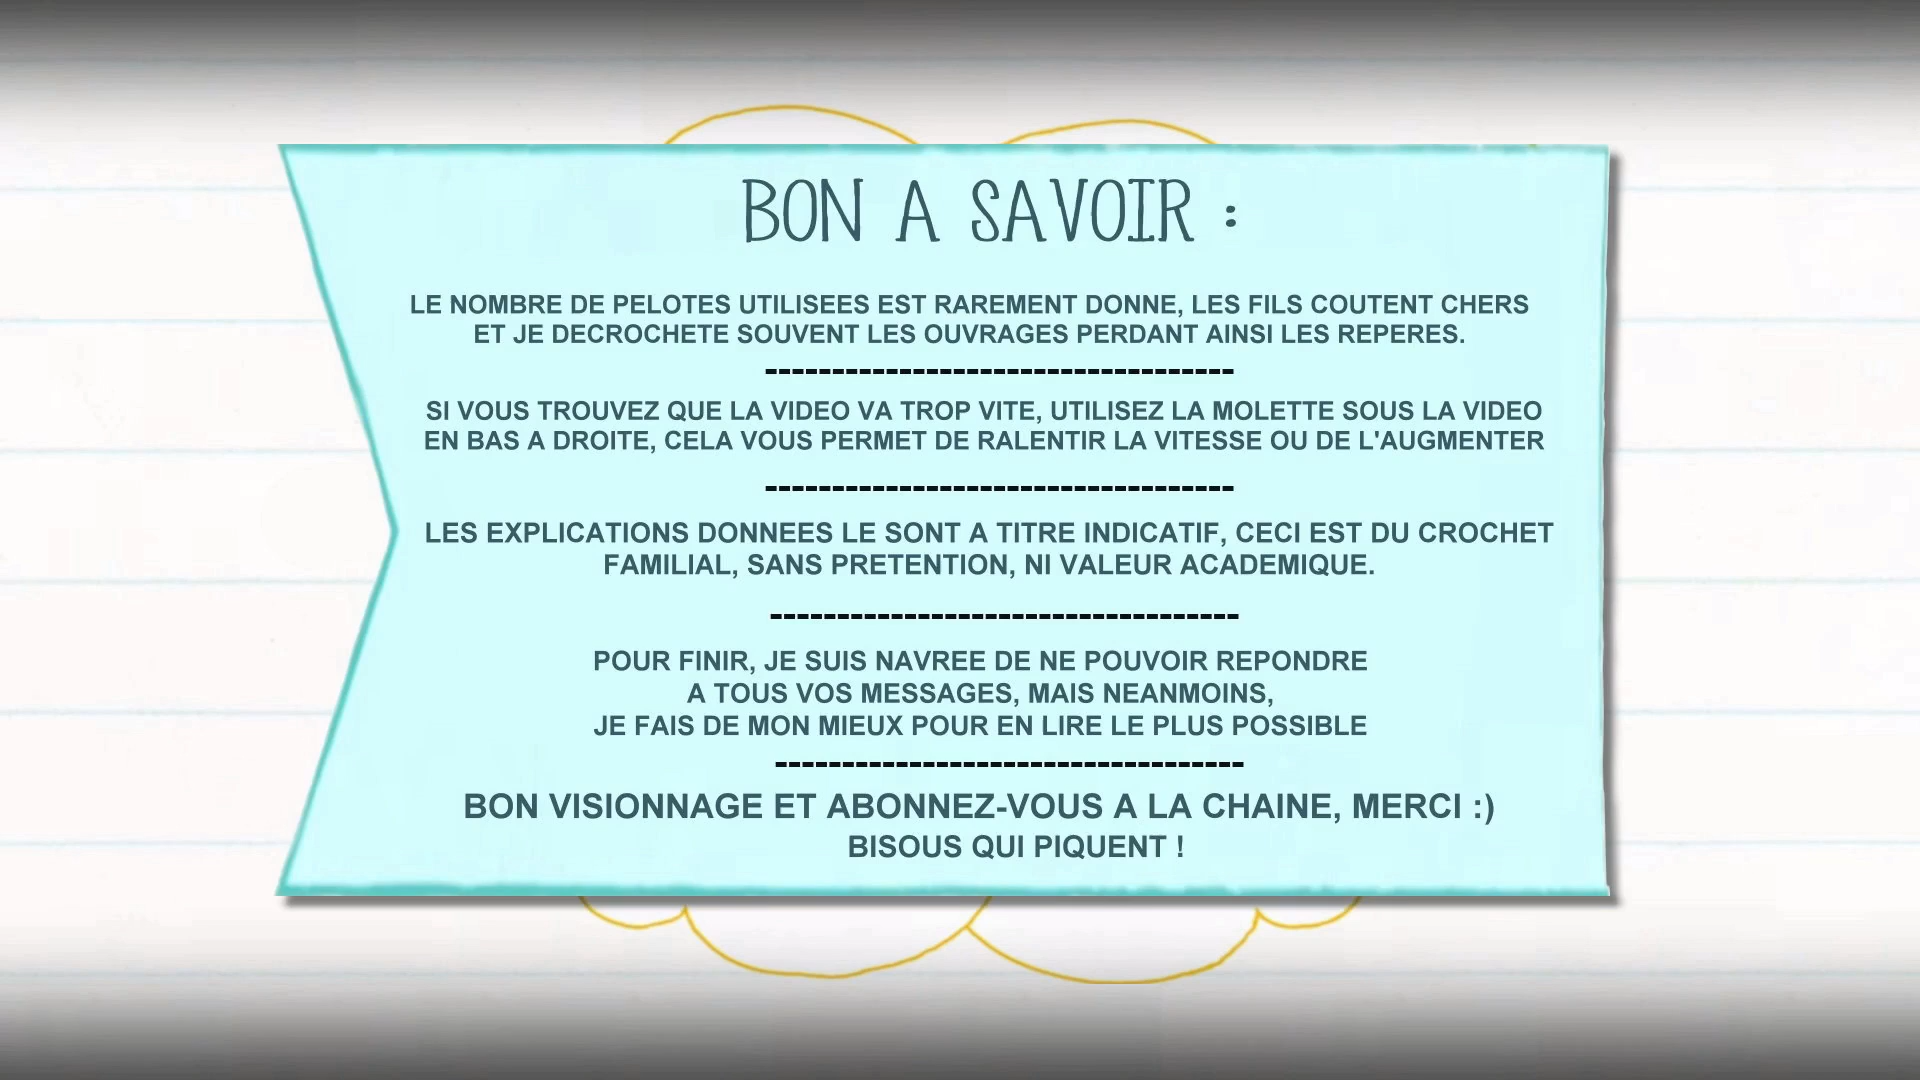 BON A SAVOIR :
LE NOMBRE DE PELOTES UTILISEES EST RAREMENT DONNE, LES FILS COUTENT CHERS
ET JE DECROCHETE SOUVENT LES OUVRAGES PERDANT AINSI LES REPERES.
-----------------------------------
SI VOUS TROUVEZ QUE LA VIDEO VA TROP VITE, UTILISEZ LA MOLETTE SOUS LA VIDEO
EN BAS A DROITE, CELA VOUS PERMET DE RALENTIR LA VITESSE OU DE L'AUGMENTER
-----------------------------------
LES EXPLICATIONS DONNEES LE SONT A TITRE INDICATIF, CECI EST DU CROCHET
FAMILIAL, SANS PRETENTION, NI VALEUR ACADEMIQUE.
-----------------------------------
POUR FINIR, JE SUIS NAVREE DE NE POUVOIR REPONDRE
A TOUS VOS MESSAGES, MAIS NEANMOINS,
JE FAIS DE MON MIEUX POUR EN LIRE LE PLUS POSSIBLE
-----------------------------------
BON VISIONNAGE ET ABONNEZ-VOUS A LA CHAINE, MERCI :)
BISOUS QUI PIQUENT !